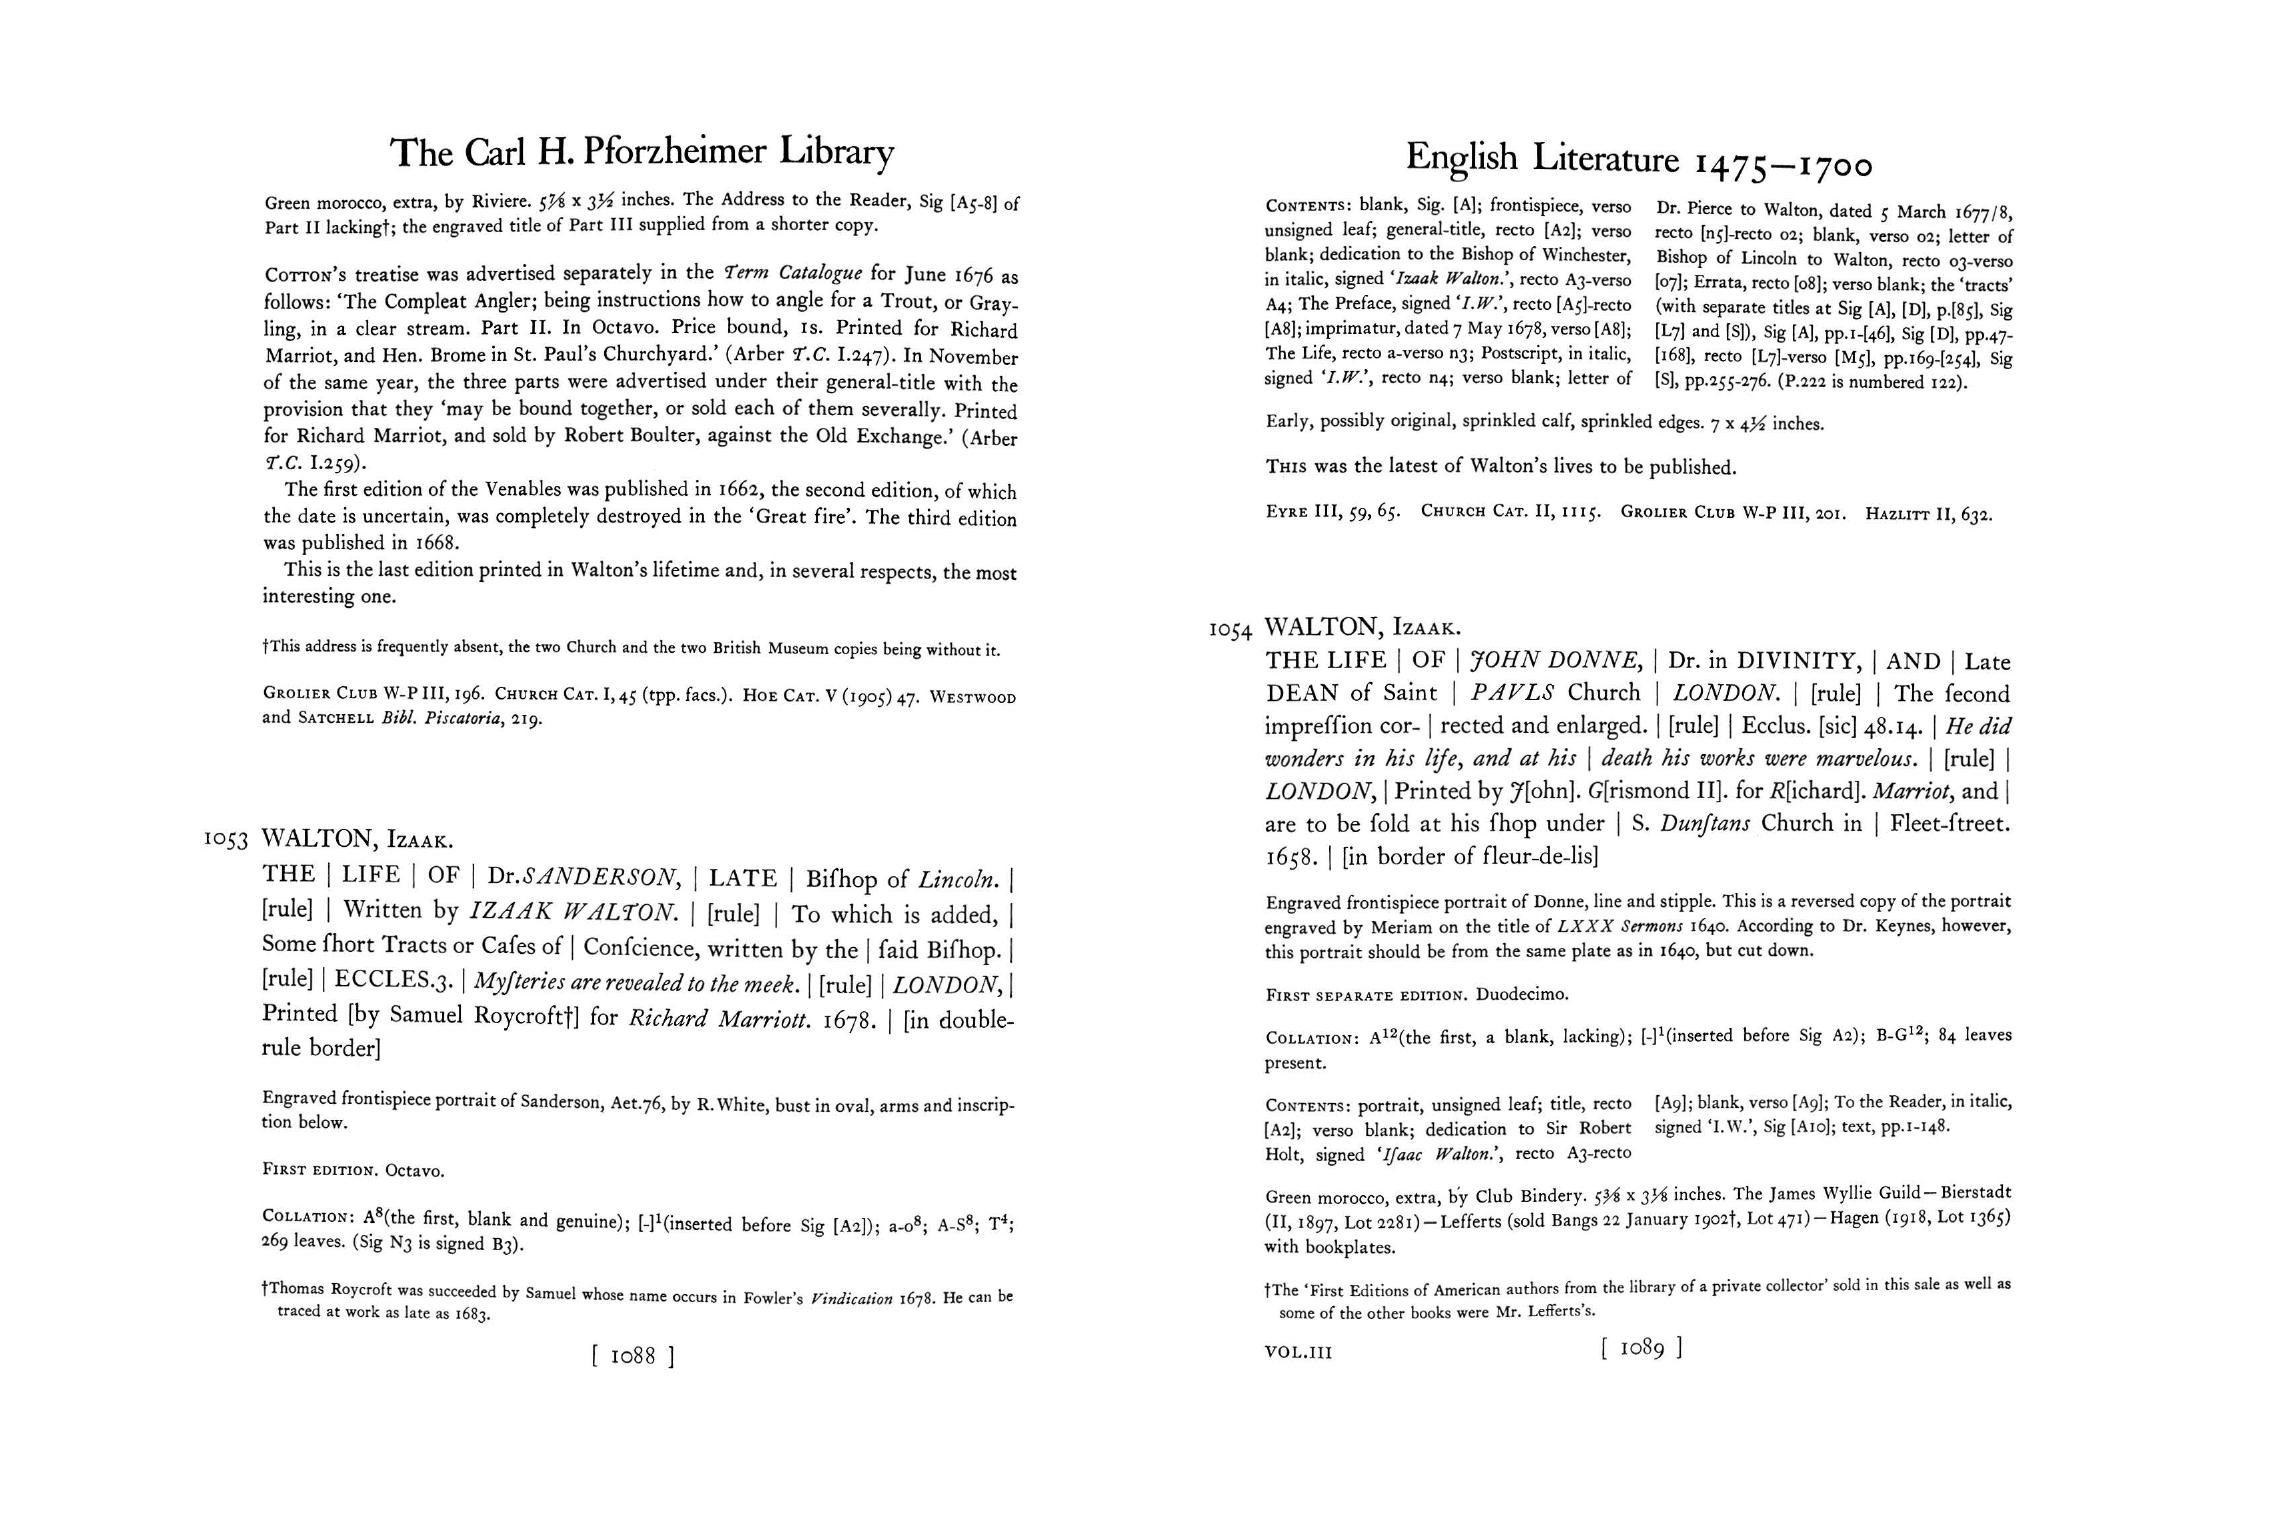 The Carl H. Pforzheimer Library
Green morocco, extra, by Riviere. 5⅞ x 3½ inches. The Address to the Reader, Sig [A5-8] of
Part II lacking†; the engraved title of Part III supplied from a shorter copy.
COTTON'S treatise was advertised separately in the Term Catalogue for June 1676 as
follows: 'The Compleat Angler; being instructions how to angle for a Trout, or Gray-
ling, in a clear stream. Part II. In Octavo. Price bound, 1s. Printed for Richard
Marriot, and Hen. Brome in St. Paul's Churchyard.' (Arber T.C. I.247). In November
of the same year, the three parts were advertised under their general-title with the
provision that they 'may be bound together, or sold each of them severally. Printed
for Richard Marriot, and sold by Robert Boulter, against the Old Exchange.' (Arber
T.C. I.259).
The first edition of the Venables was published in 1662, the second edition, of which
the date is uncertain, was completely destroyed in the 'Great fire'. The third edition
was published in 1668.
This is the last edition printed in Walton's lifetime and, in several respects, the most
interesting one.
†This address is frequently absent, the two Church and the two British Museum copies being without it.
GROLIER CLUB W-P III, 196. CHURCH CAT. I, 45 (tpp. facs.). HOE CAT. V (1905) 47. WESTWOOD
and SATCHELL Bibl. Piscatoria, 219.
1053 WALTON, IZAAK.
THE | LIFE | OF | Dr. SANDERSON, | LATE | Biſhop of Lincoln. |
[rule] | Written by IZAAK WALTON. | [rule] | To which is added, |
Some ſhort Tracts or Caſes of | Conſcience, written by the | ſaid Biſhop. |
[rule] | ECCLES.3. | Myſteries are revealed to the meek. | [rule] | LONDON, |
Printed [by Samuel Roycroft†] for Richard Marriott. 1678. | [in double-
rule border]
Engraved frontispiece portrait of Sanderson, Aet.76, by R. White, bust in oval, arms and inscrip-
tion below.
FIRST EDITION. Octavo.
COLLATION: A⁸(the first, blank and genuine); [-]¹(inserted before Sig [A2]); a-o⁸; A-S⁸; T⁴;
269 leaves. (Sig N3 is signed B3).
†Thomas Roycroft was succeeded by Samuel whose name occurs in Fowler's Vindication 1678. He can be
traced at work as late as 1683.
[ 1088 ]
English Literature 1475—1700
CONTENTS: blank, Sig. [A]; frontispiece, verso
unsigned leaf; general-title, recto [A2]; verso
blank; dedication to the Bishop of Winchester,
in italic, signed 'Izaak Walton.', recto A3-verso
A4; The Preface, signed 'I.W.', recto [A5]-recto
[A8]; imprimatur, dated 7 May 1678, verso [A8];
The Life, recto a-verso n3; Postscript, in italic,
signed 'I.W.', recto n4; verso blank; letter of
Dr. Pierce to Walton, dated 5 March 1677/8,
recto [n5]-recto o2; blank, verso o2; letter of
Bishop of Lincoln to Walton, recto o3-verso
[o7]; Errata, recto [o8]; verso blank; the 'tracts'
(with separate titles at Sig [A], [D], p.[85], Sig
[L7] and [S]), Sig [A], pp.1-[46], Sig [D], pp.47-
[168], recto [L7]-verso [M5], pp.169-[254], Sig
[S], pp.255-276. (P.222 is numbered 122).
Early, possibly original, sprinkled calf, sprinkled edges. 7 x 4½ inches.
THIS was the latest of Walton's lives to be published.
EYRE III, 59, 65. CHURCH CAT. II, 1115. GROLIER CLUB W-P III, 201. HAZLITT II, 632.
1054 WALTON, IZAAK.
THE LIFE | OF | JOHN DONNE, | Dr. in DIVINITY, | AND | Late
DEAN of Saint | PAVLS Church | LONDON. | [rule] | The ſecond
impreſſion cor- | rected and enlarged. | [rule] | Ecclus. [sic] 48.14. | He did
wonders in his life, and at his | death his works were marvelous. | [rule] |
LONDON, | Printed by J[ohn]. G[rismond II]. for R[ichard]. Marriot, and |
are to be ſold at his ſhop under | S. Dunſtans Church in | Fleet-ſtreet.
1658. | [in border of fleur-de-lis]
Engraved frontispiece portrait of Donne, line and stipple. This is a reversed copy of the portrait
engraved by Meriam on the title of LXXX Sermons 1640. According to Dr. Keynes, however,
this portrait should be from the same plate as in 1640, but cut down.
FIRST SEPARATE EDITION. Duodecimo.
COLLATION: A¹²(the first, a blank, lacking); [-]¹(inserted before Sig A2); B-G¹²; 84 leaves
present.
CONTENTS: portrait, unsigned leaf; title, recto
[A2]; verso blank; dedication to Sir Robert
Holt, signed 'Iſaac Walton.', recto A3-recto
[A9]; blank, verso [A9]; To the Reader, in italic,
signed 'I.W.', Sig [A10]; text, pp.1-148.
Green morocco, extra, by Club Bindery. 5⅜ x 3⅛ inches. The James Wyllie Guild—Bierstadt
(II, 1897, Lot 2281)—Lefferts (sold Bangs 22 January 1902†, Lot 471)—Hagen (1918, Lot 1365)
with bookplates.
†The 'First Editions of American authors from the library of a private collector' sold in this sale as well as
some of the other books were Mr. Lefferts's.
VOL.III [ 1089 ]